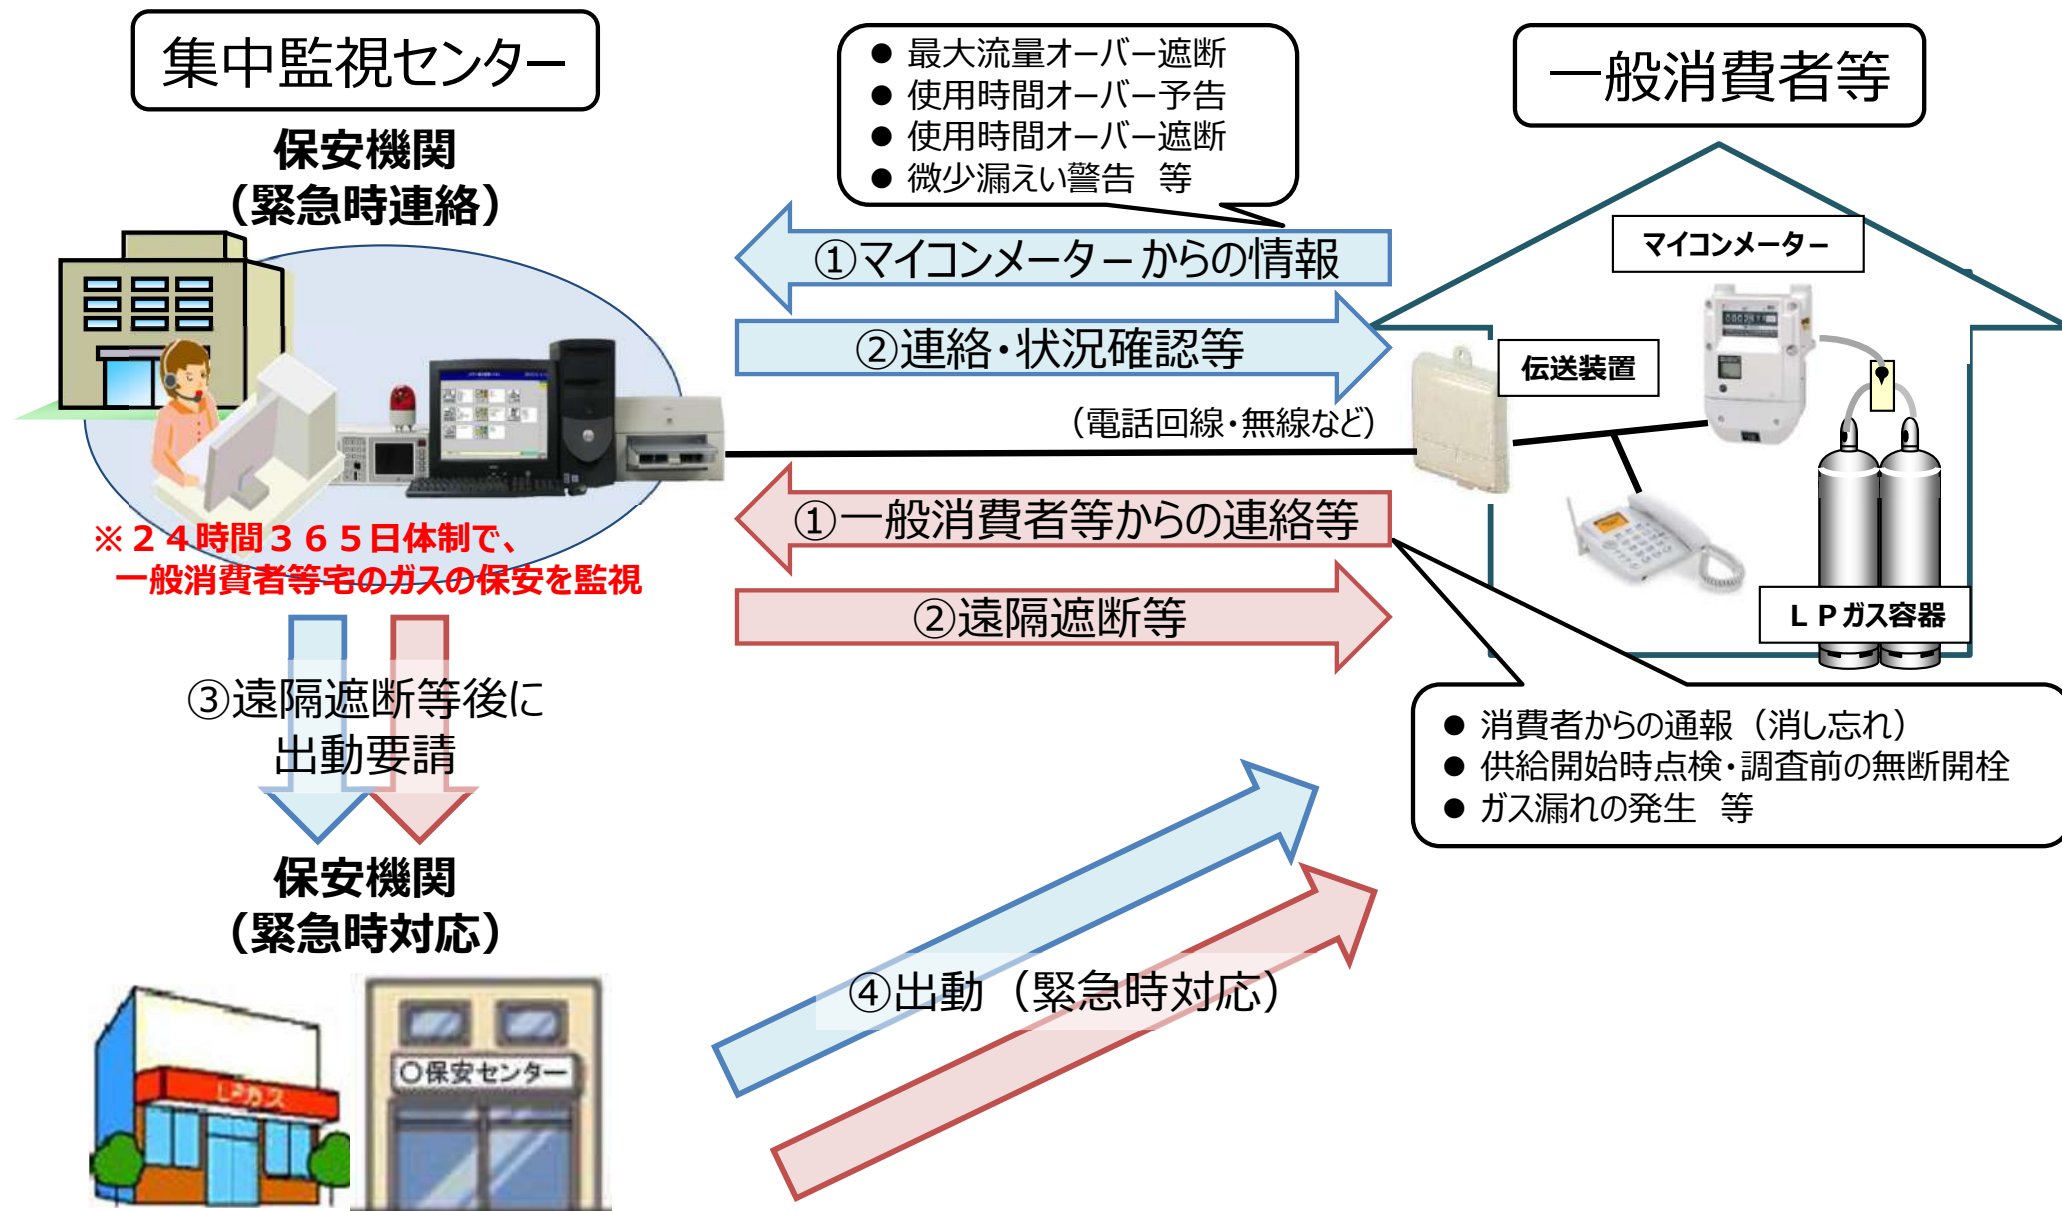 集中監視センター
保安機関
（緊急時連絡）
※２４時間３６５日体制で、
一般消費者等宅のガスの保安を監視
● 最大流量オーバー遮断
● 使用時間オーバー予告
● 使用時間オーバー遮断
● 微少漏えい警告　等
①マイコンメーターからの情報
②連絡・状況確認等
（電話回線・無線など）
①一般消費者等からの連絡等
②遠隔遮断等
一般消費者等
マイコンメーター
伝送装置
ＬＰガス容器
● 消費者からの通報（消し忘れ）
● 供給開始時点検・調査前の無断開栓
● ガス漏れの発生　等
③遠隔遮断等後に
出動要請
保安機関
（緊急時対応）
④出動（緊急時対応）
LPガス
〇保安センター